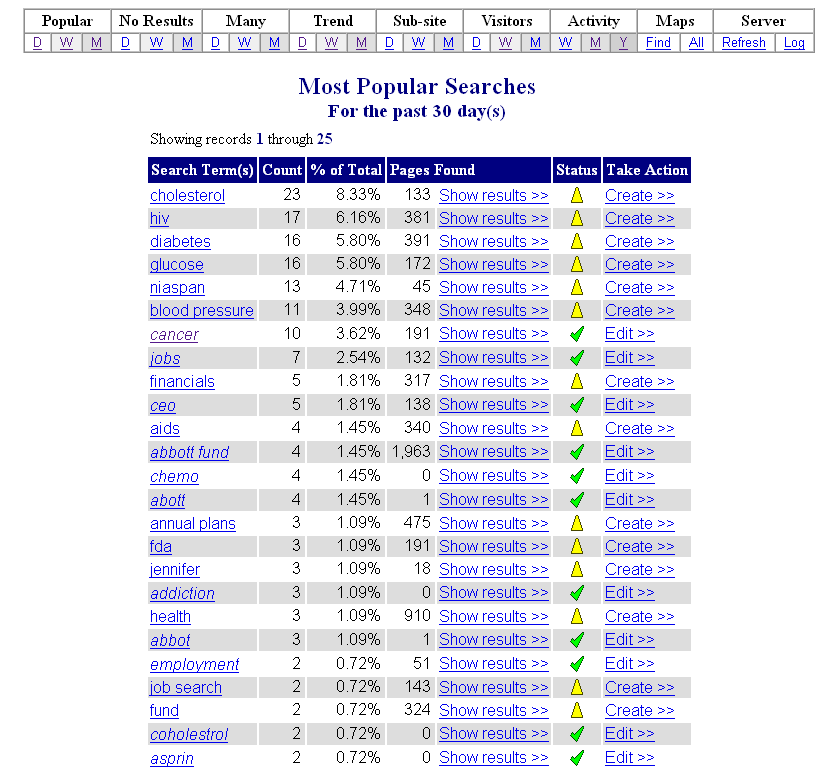 Popular No Results Many Trend Sub-site Visitors Activity Maps Server
D W M D W M D W M D W M D W M D W M W M Y Find All Refresh Log
Most Popular Searches
For the past 30 day(s)
Showing records 1 through 25
Search Term(s) Count % of Total Pages Found Status Take Action
cholesterol 23 8.33% 133 Show results >> Create >>
hiv 17 6.16% 381 Show results >> Create >>
diabetes 16 5.80% 391 Show results >> Create >>
glucose 16 5.80% 172 Show results >> Create >>
niaspan 13 4.71% 45 Show results >> Create >>
blood pressure 11 3.99% 348 Show results >> Create >>
cancer 10 3.62% 191 Show results >> Edit >>
jobs 7 2.54% 132 Show results >> Edit >>
financials 5 1.81% 317 Show results >> Create >>
ceo 5 1.81% 138 Show results >> Edit >>
aids 4 1.45% 340 Show results >> Create >>
abbott fund 4 1.45% 1,963 Show results >> Edit >>
chemo 4 1.45% 0 Show results >> Edit >>
abott 4 1.45% 1 Show results >> Edit >>
annual plans 3 1.09% 475 Show results >> Create >>
fda 3 1.09% 191 Show results >> Create >>
jennifer 3 1.09% 18 Show results >> Create >>
addiction 3 1.09% 0 Show results >> Edit >>
health 3 1.09% 910 Show results >> Create >>
abbot 3 1.09% 1 Show results >> Edit >>
employment 2 0.72% 51 Show results >> Edit >>
job search 2 0.72% 143 Show results >> Create >>
fund 2 0.72% 324 Show results >> Create >>
coholestrol 2 0.72% 0 Show results >> Edit >>
asprin 2 0.72% 0 Show results >> Edit >>